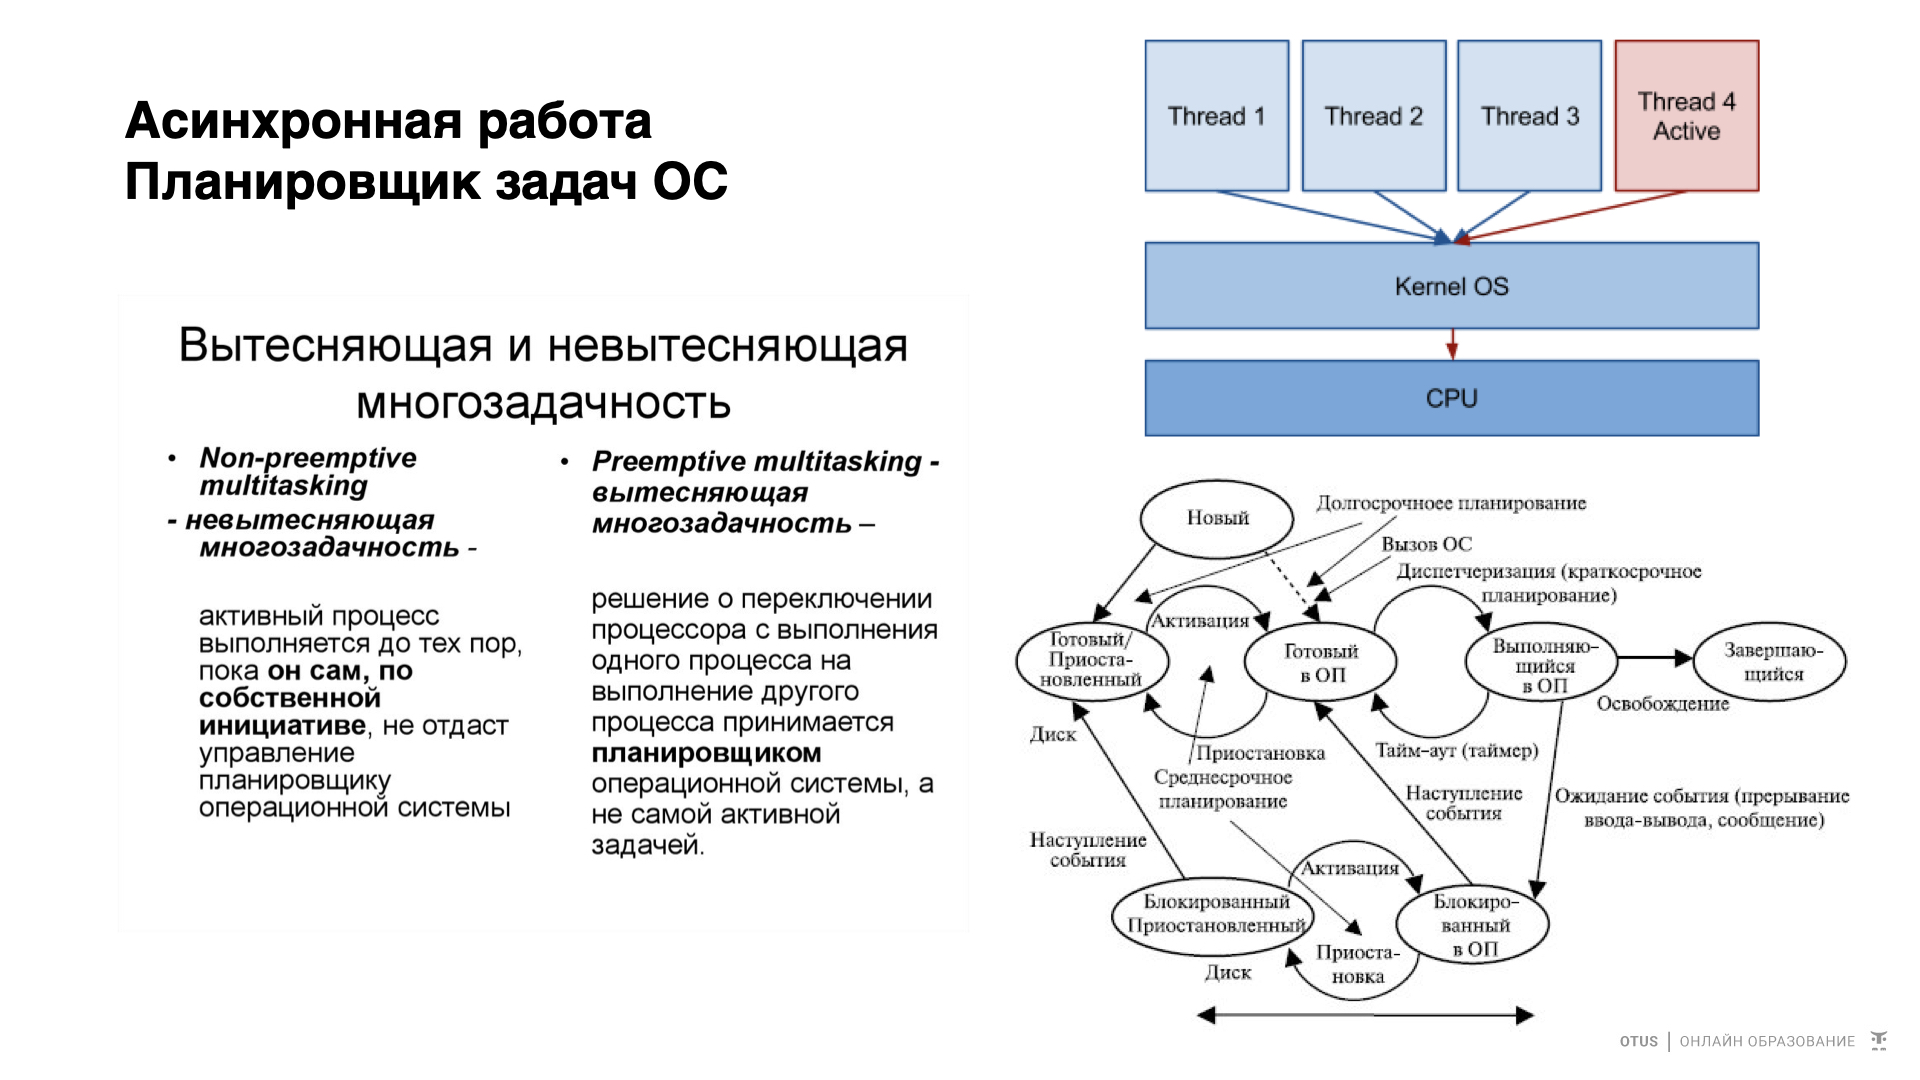 Асинхронная работа
Планировщик задач ОС
Вытесняющая и невытесняющая
многозадачность
• Non-preemptive
multitasking
- невытесняющая
многозадачность -
активный процесс
выполняется до тех пор,
пока он сам, по
собственной
инициативе, не отдаст
управление
планировщику
операционной системы
• Preemptive multitasking -
вытесняющая
многозадачность –
решение о переключении
процессора с выполнения
одного процесса на
выполнение другого
процесса принимается
планировщиком
операционной системы, а
не самой активной
задачей.
Thread 1
Thread 2
Thread 3
Thread 4
Active
Kernel OS
CPU
Новый
Долгосрочноее планирование
Вызов ОС
Диспетчеризация (краткосрочное
планирование)
Активация
Готовый/
Приоста-
новленный
Готовый
в ОП
Выполняю-
щийся
в ОП
Завершаю-
щийся
Освобождение
Диск
Приостановка
Тайм-аут (таймер)
Среднесрочное
планирование
Наступление
события
Ожидание события (прерывание
ввода-вывода, сообщение)
Наступление
события
Активация
Блокированный
Приостановленный
Блокиро-
ванный
в ОП
Приоста-
новка
Диск
OTUS | ОНЛАЙН ОБРАЗОВАНИЕ